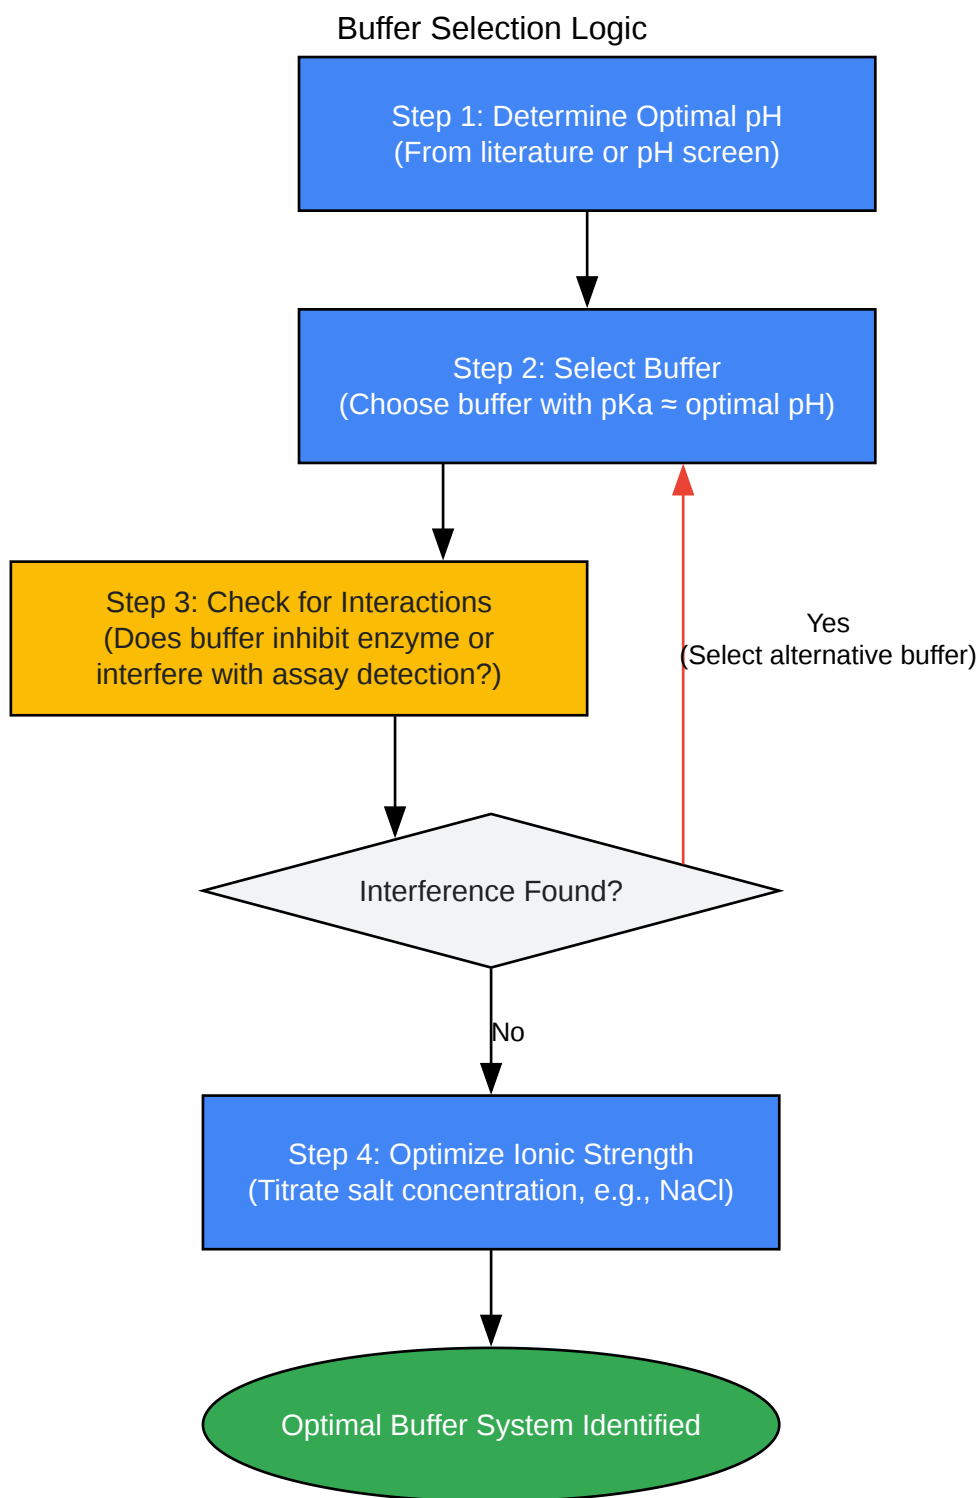 Buffer Selection Logic
Step 1: Determine Optimal pH
(From literature or pH screen)
Step 2: Select Buffer
(Choose buffer with pKa ≈ optimal pH)
Step 3: Check for Interactions
(Does buffer inhibit enzyme or
interfere with assay detection?)
Yes
(Select alternative buffer)
Interference Found?
No
Step 4: Optimize Ionic Strength
(Titrate salt concentration, e.g., NaCl)
Optimal Buffer System Identified